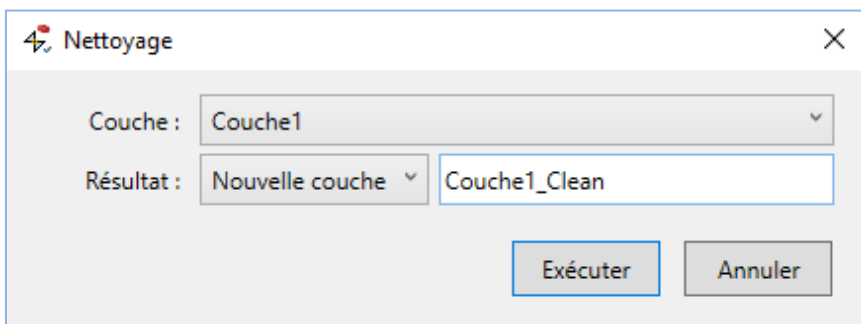 Nettoyage
Couche : Couche1
Résultat : Nouvelle couche Couche1_Clean
Exécuter Annuler